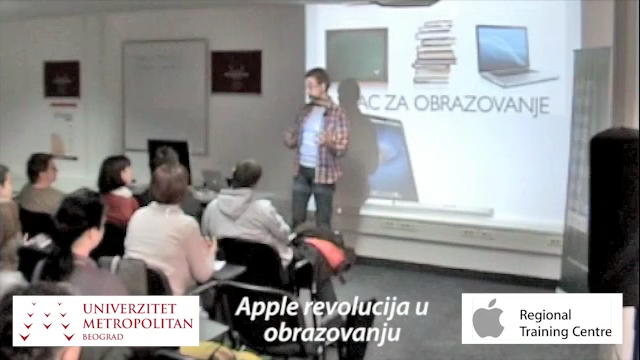 AC ZA OBRAZOVANJE
UNIVERZITET
METROPOLITAN
BEOGRAD
Apple revolucija u
obrazovanju
Regional
Training Centre